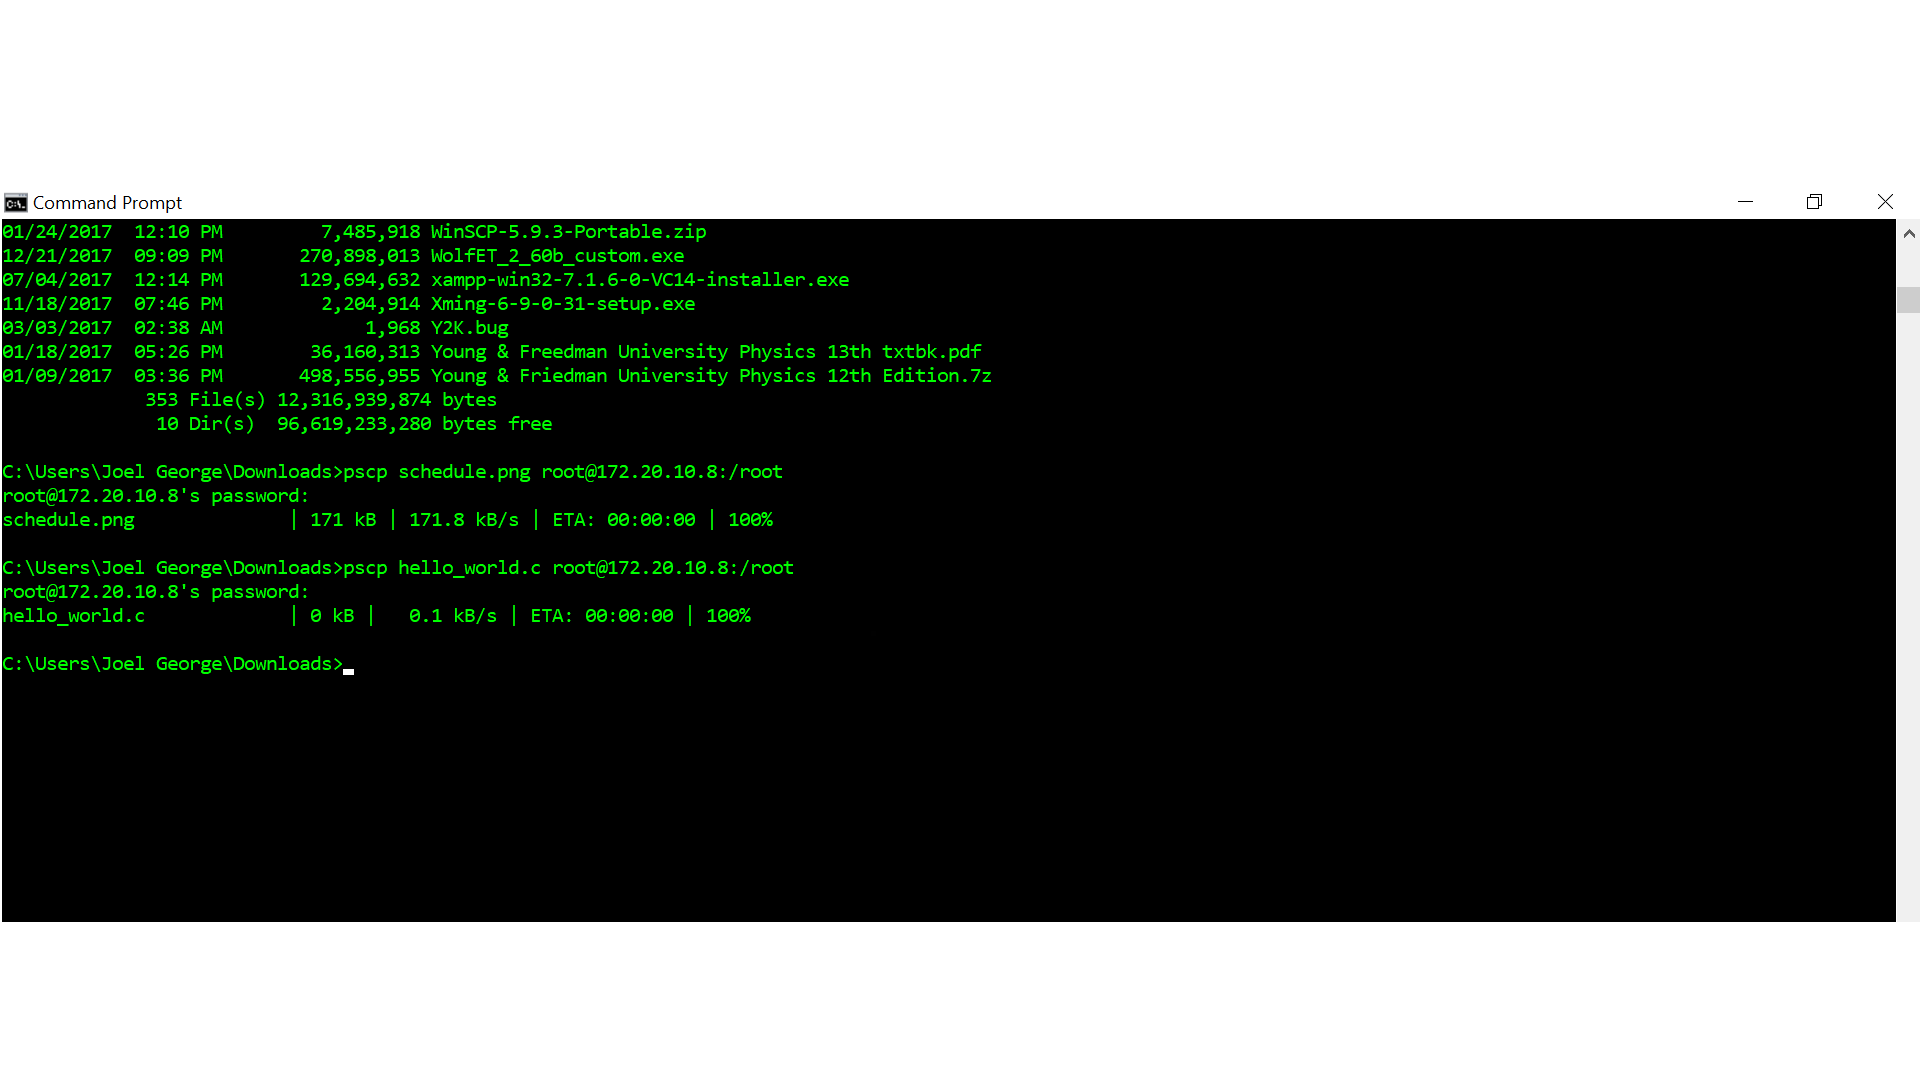 Command Prompt
01/24/2017  12:10 PM         7,485,918 WinSCP-5.9.3-Portable.zip
12/21/2017  09:09 PM       270,898,013 WolfET_2_60b_custom.exe
07/04/2017  12:14 PM       129,694,632 xampp-win32-7.1.6-0-VC14-installer.exe
11/18/2017  07:46 PM         2,204,914 Xming-6-9-0-31-setup.exe
03/03/2017  02:38 AM             1,968 Y2K.bug
01/18/2017  05:26 PM        36,160,313 Young & Freedman University Physics 13th txtbk.pdf
01/09/2017  03:36 PM       498,556,955 Young & Friedman University Physics 12th Edition.7z
             353 File(s) 12,316,939,874 bytes
              10 Dir(s)  96,619,233,280 bytes free
C:\Users\Joel George\Downloads>pscp schedule.png root@172.20.10.8:/root
root@172.20.10.8's password:
schedule.png              | 171 kB | 171.8 kB/s | ETA: 00:00:00 | 100%
C:\Users\Joel George\Downloads>pscp hello_world.c root@172.20.10.8:/root
root@172.20.10.8's password:
hello_world.c             | 0 kB |   0.1 kB/s | ETA: 00:00:00 | 100%
C:\Users\Joel George\Downloads>